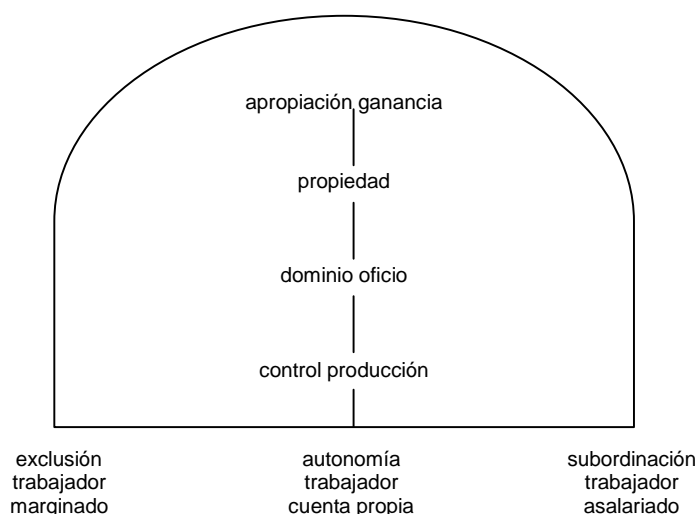 apropiación ganancia
propiedad
dominio oficio
control producción
exclusión
trabajador
marginado
autonomía
trabajador
cuenta propia
subordinación
trabajador
asalariado